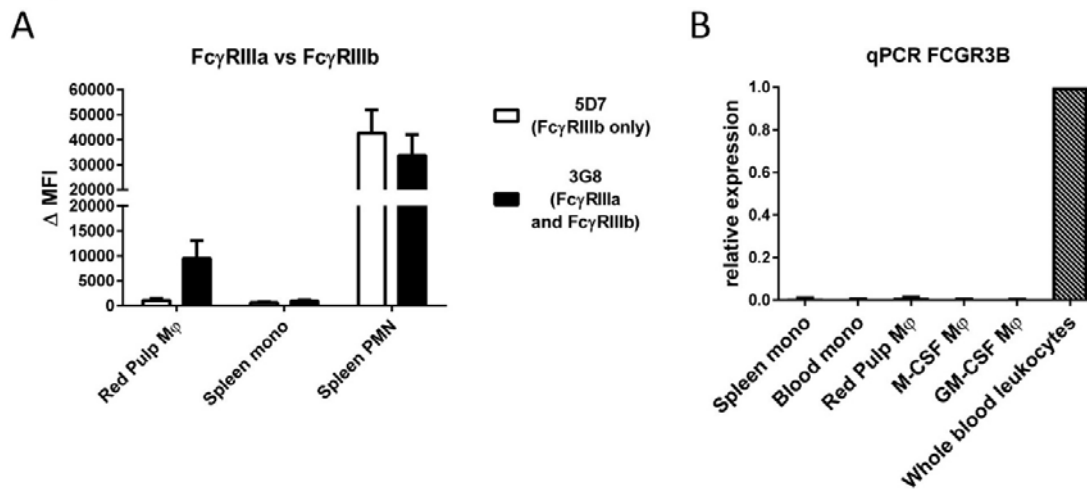 A
FcγRIIIa vs FcγRIIIb
Δ MFI
60000
50000
40000
30000
20000
20000
15000
10000
5000
0
Red Pulp Mφ
Spleen mono
Spleen PMN
5D7
(FcγRIIIb only)
3G8
(FcγRIIIa
and FcγRIIIb)
B
qPCR FCGR3B
relative expression
1.0
0.8
0.6
0.4
0.2
0.0
Spleen mono
Blood mono
Red Pulp Mφ
M-CSF Mφ
GM-CSF Mφ
Whole blood leukocytes